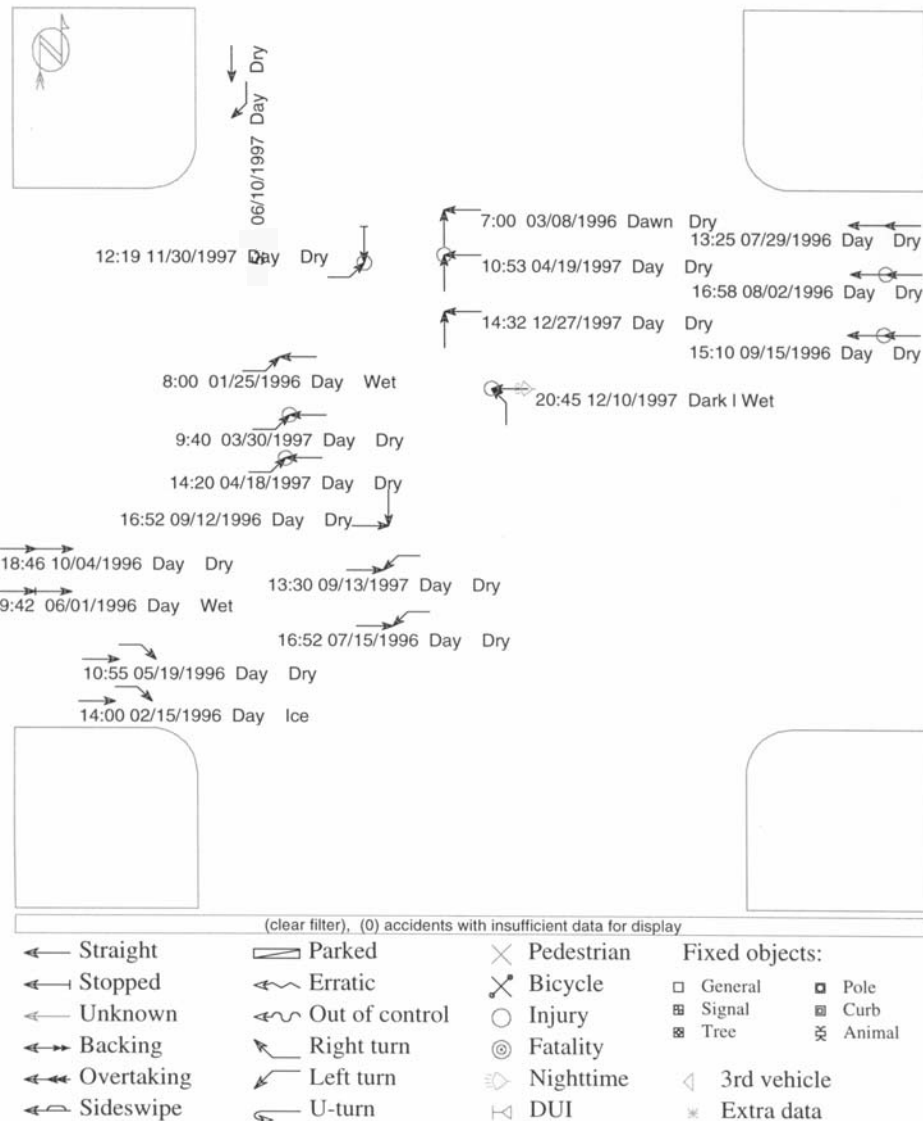 06/10/1997 Day Dry
12:19 11/30/1997 Day Dry
7:00 03/08/1996 Dawn Dry
13:25 07/29/1996 Day Dry
10:53 04/19/1997 Day Dry
16:58 08/02/1996 Day Dry
14:32 12/27/1997 Day Dry
15:10 09/15/1996 Day Dry
8:00 01/25/1996 Day Wet
20:45 12/10/1997 Dark l Wet
9:40 03/30/1997 Day Dry
14:20 04/18/1997 Day Dry
16:52 09/12/1996 Day Dry
18:46 10/04/1996 Day Dry
13:30 09/13/1997 Day Dry
9:42 06/01/1996 Day Wet
16:52 07/15/1996 Day Dry
10:55 05/19/1996 Day Dry
14:00 02/15/1996 Day Ice
(clear filter), (0) accidents with insufficient data for display
Straight
Stopped
Unknown
Backing
Overtaking
Sideswipe
Parked
Erratic
Out of control
Right turn
Left turn
U-turn
Pedestrian
Bicycle
Injury
Fatality
Nighttime
DUI
Fixed objects:
General
Signal
Tree
Pole
Curb
Animal
3rd vehicle
Extra data